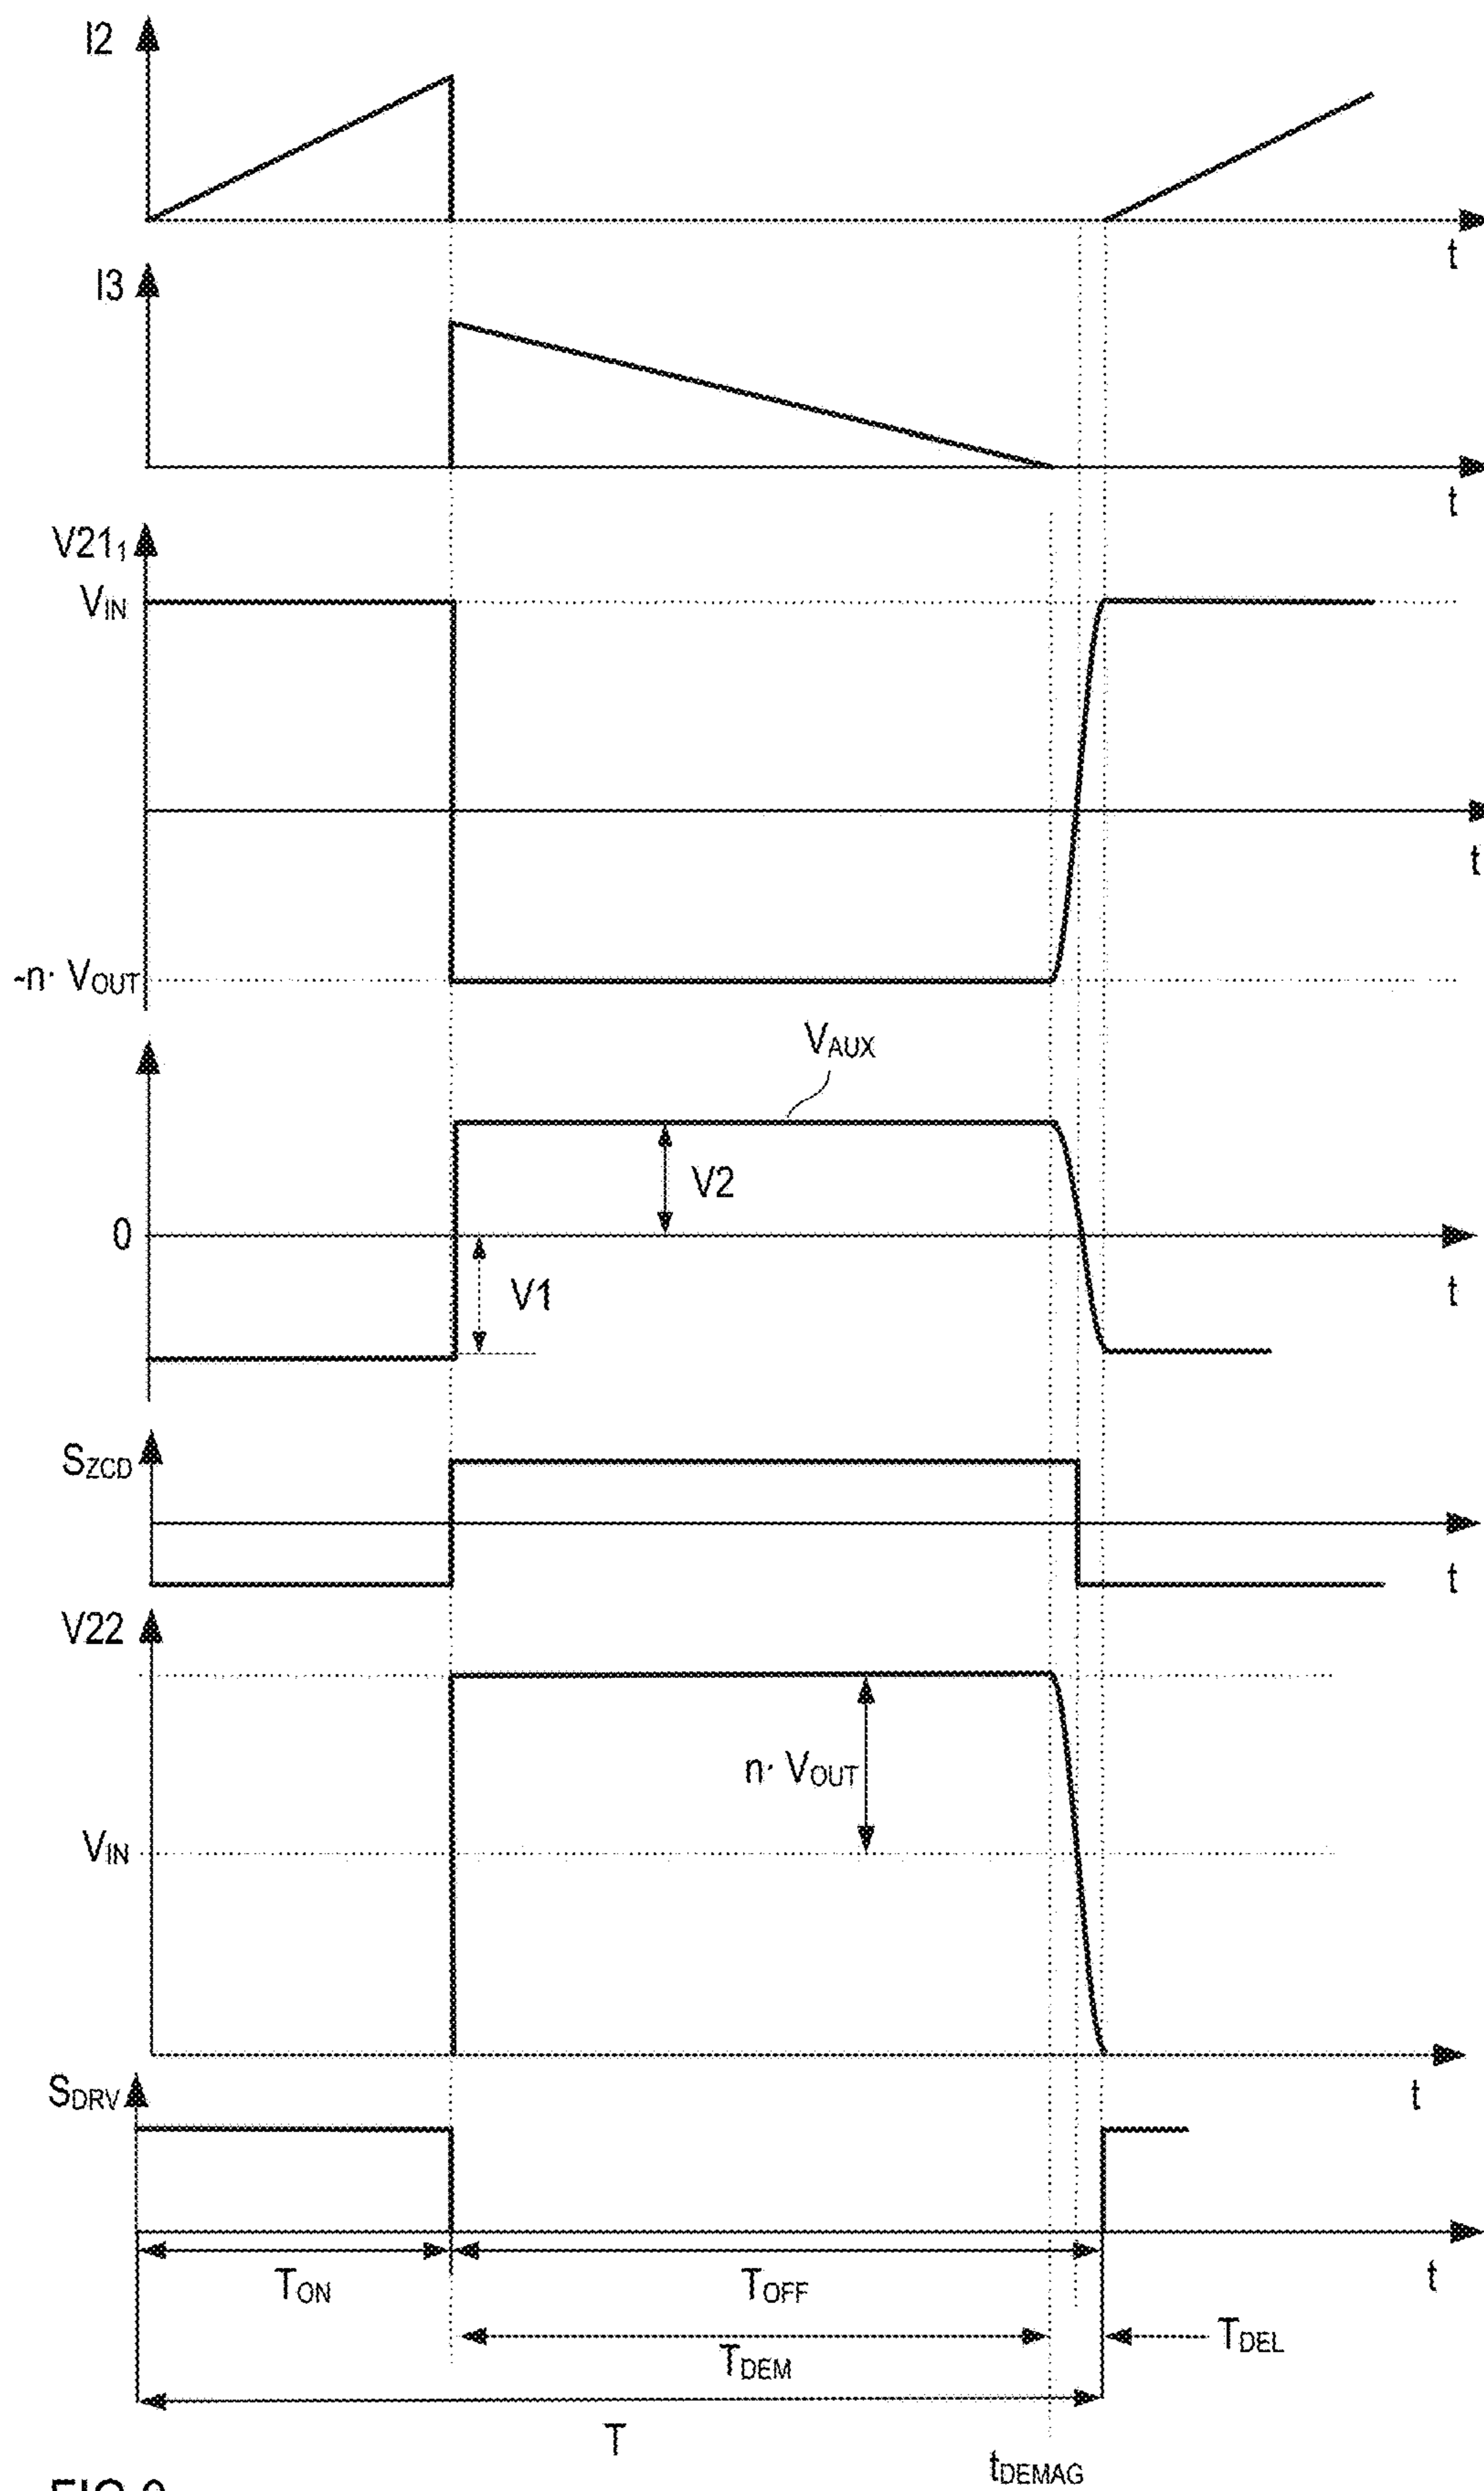 I2
t
I3
t
V21₁
VIN
t
-n· VOUT
VAUX
V2
0
V1
t
SZCD
t
V22
n· VOUT
VIN
t
SDRV
TON
TOFF
t
TDEM
TDEL
T
tDEMAG